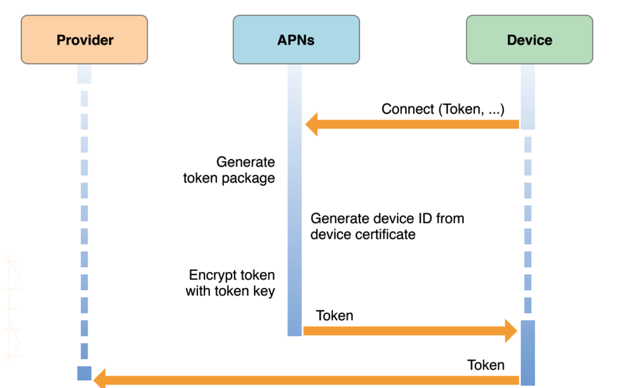 Provider
APNs
Device
Connect (Token, ...)
Generate
token package
Generate device ID from
device certificate
Encrypt token
with token key
Token
Token